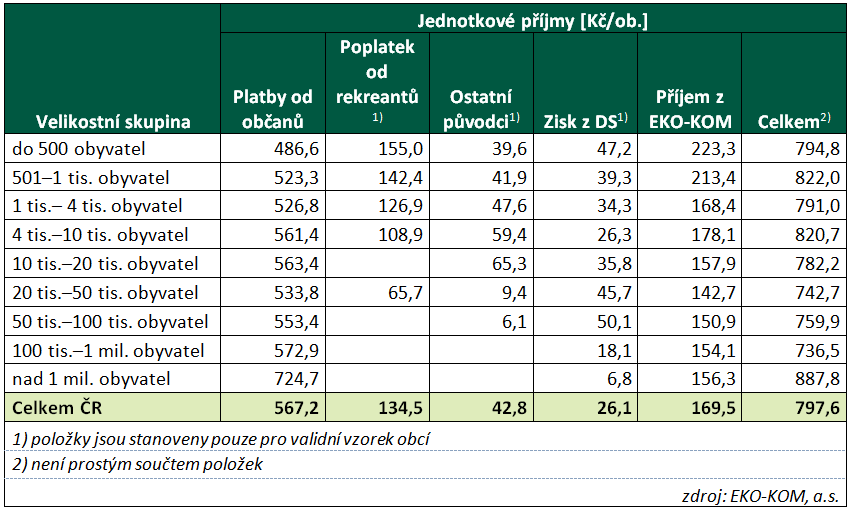 Jednotkové příjmy [Kč/ob.]
Velikostní skupina Platby od občanů Poplatek od rekreantů 1) Ostatní původci1) Zisk z DS1) Příjem z EKO-KOM Celkem2)
do 500 obyvatel 486,6 155,0 39,6 47,2 223,3 794,8
501–1 tis. obyvatel 523,3 142,4 41,9 39,3 213,4 822,0
1 tis.– 4 tis. obyvatel 526,8 126,9 47,6 34,3 168,4 791,0
4 tis.–10 tis. obyvatel 561,4 108,9 59,4 26,3 178,1 820,7
10 tis.–20 tis. obyvatel 563,4 65,3 35,8 157,9 782,2
20 tis.–50 tis. obyvatel 533,8 65,7 9,4 45,7 142,7 742,7
50 tis.–100 tis. obyvatel 553,4 6,1 50,1 150,9 759,9
100 tis.–1 mil. obyvatel 572,9 18,1 154,1 736,5
nad 1 mil. obyvatel 724,7 6,8 156,3 887,8
Celkem ČR 567,2 134,5 42,8 26,1 169,5 797,6
1) položky jsou stanoveny pouze pro validní vzorek obcí
2) není prostým součtem položek
zdroj: EKO-KOM, a.s.